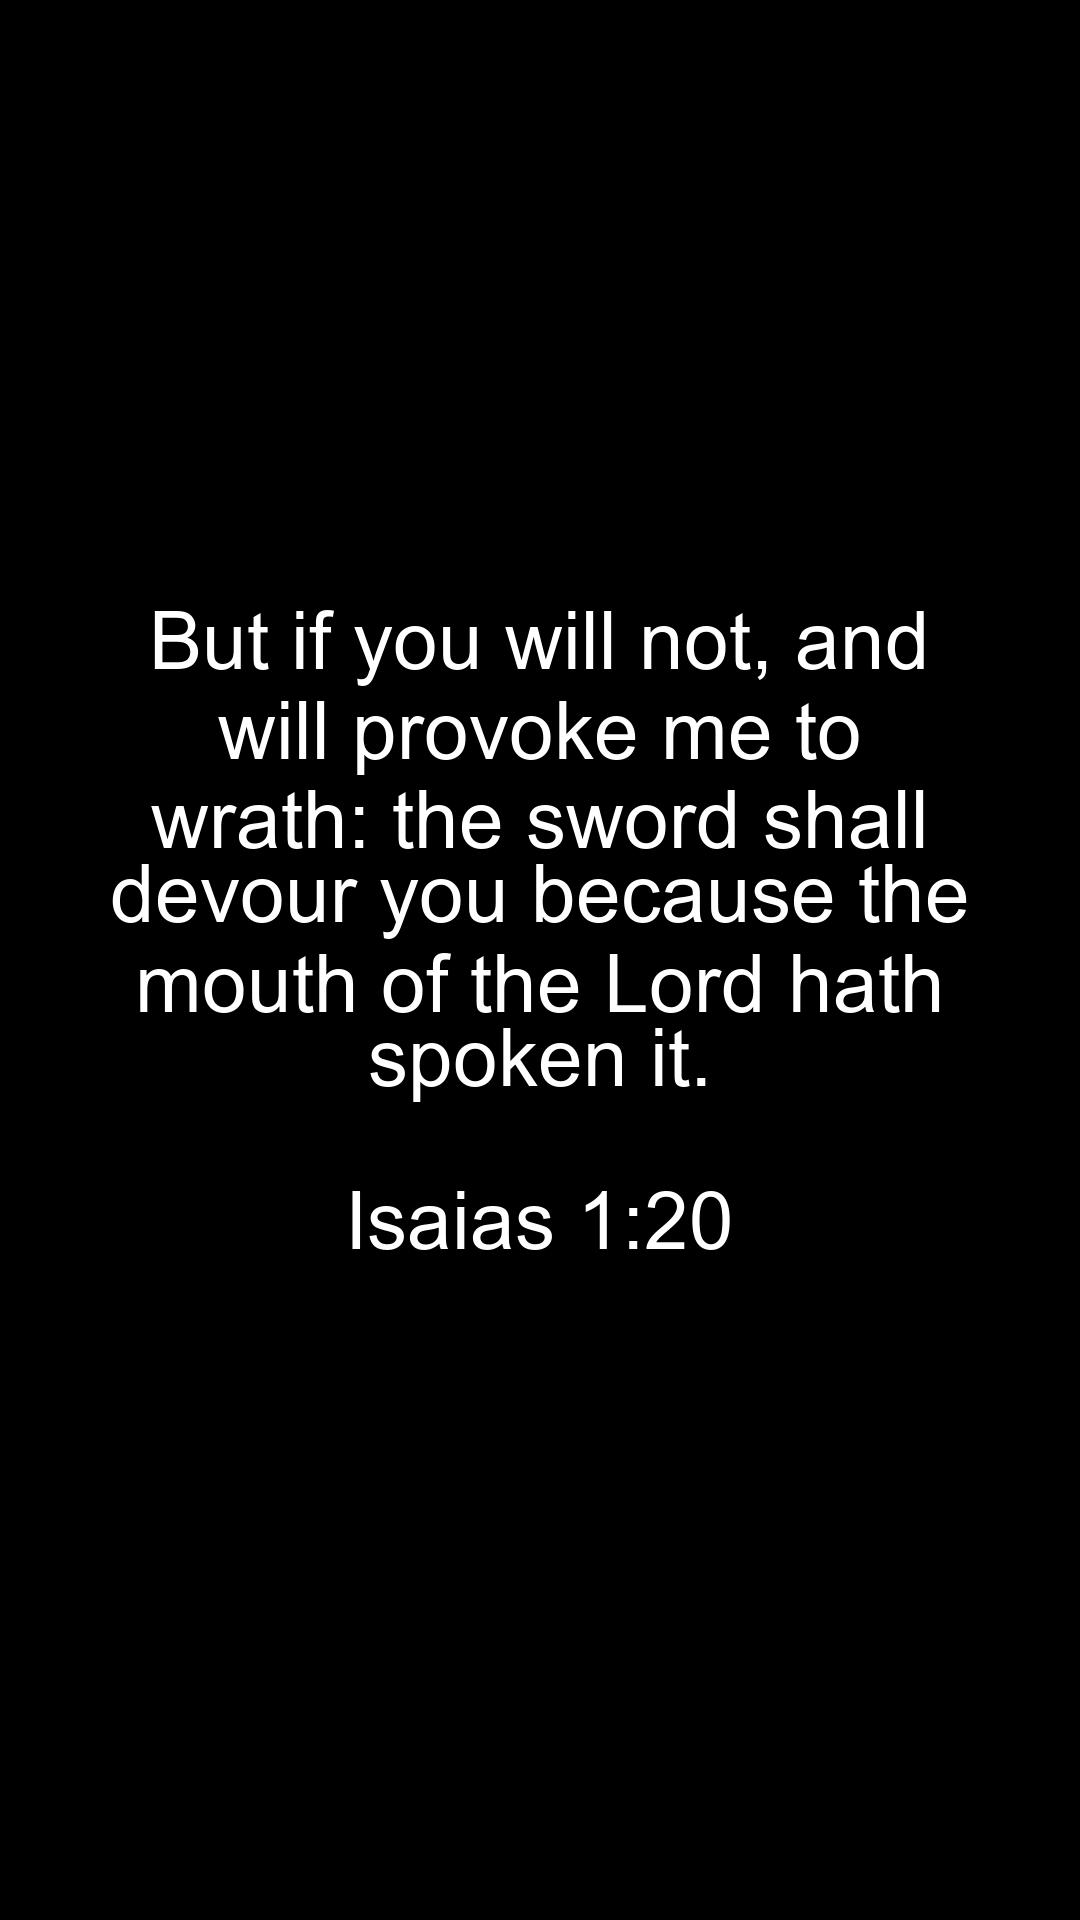 But if you will not, and
will provoke me to
wrath: the sword shall
devour you because the
mouth of the Lord hath
spoken it.
Isaias 1:20